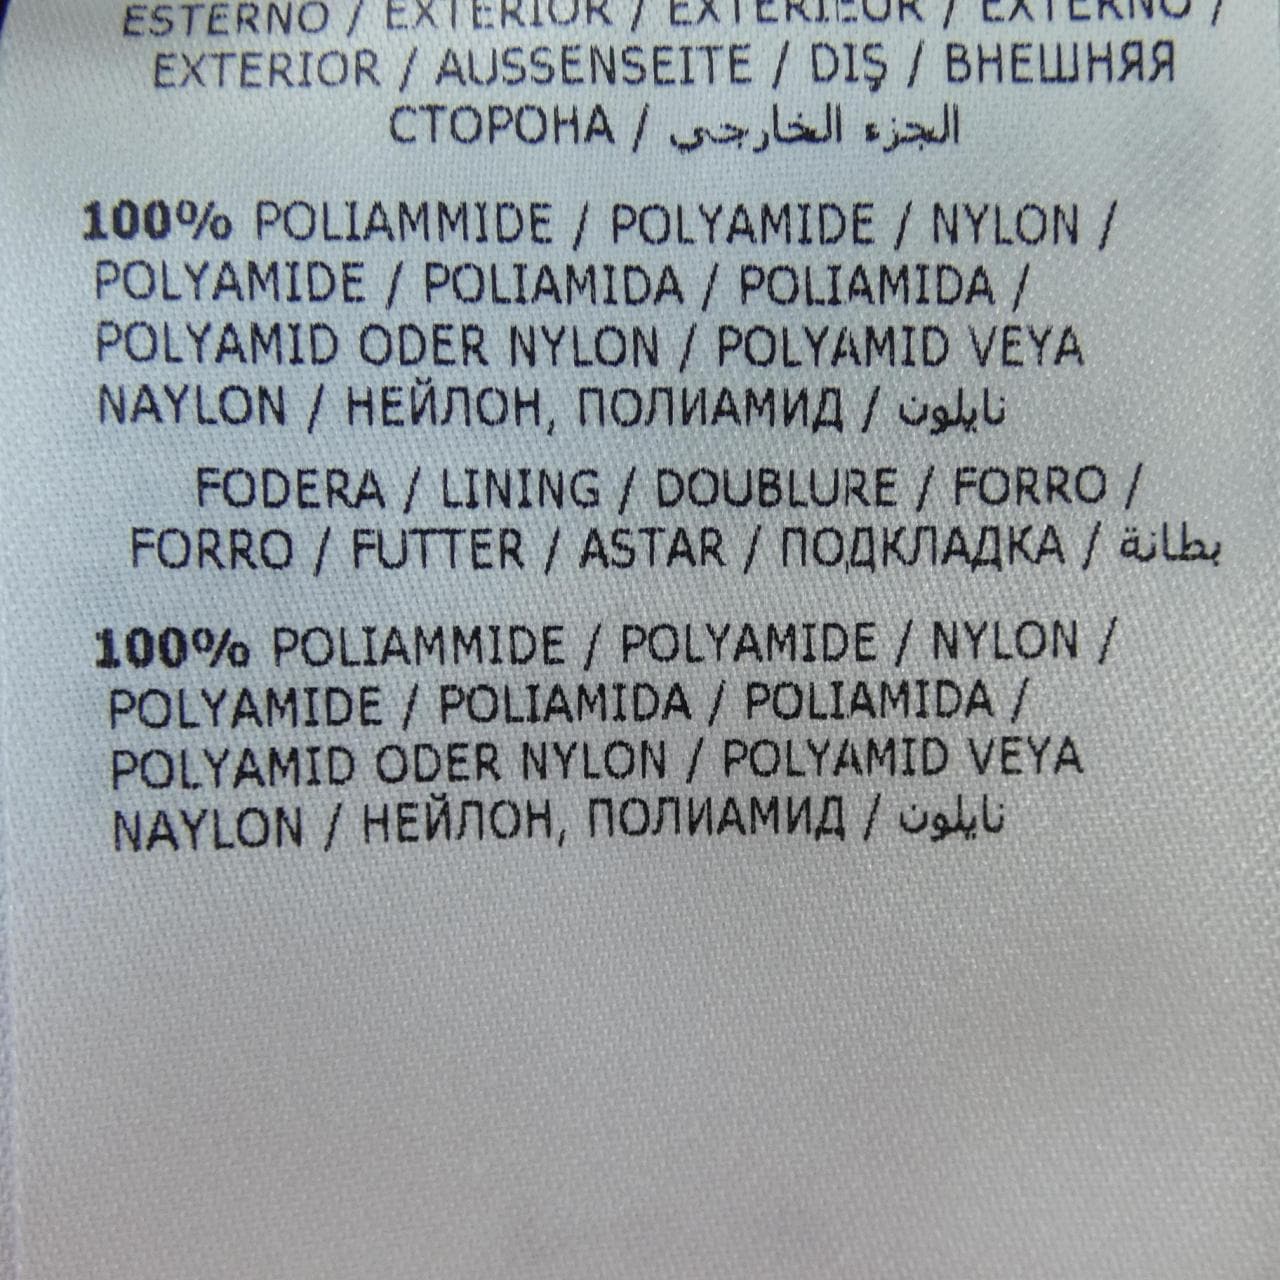 ESTERNO / EXTERIOR / EXTERIEUR / EXTERNO /
EXTERIOR / AUSSENSEITE / DIŞ / ВНЕШНЯЯ
СТОРОНА / الجزء الخارجي
100% POLIAMMIDE / POLYAMIDE / NYLON /
POLYAMIDE / POLIAMIDA / POLIAMIDA /
POLYAMID ODER NYLON / POLYAMID VEYA
NAYLON / НЕЙЛОН, ПОЛИАМИД / نايلون
FODERA / LINING / DOUBLURE / FORRO /
FORRO / FUTTER / ASTAR / ПОДКЛАДКА / بطانة
100% POLIAMMIDE / POLYAMIDE / NYLON /
POLYAMIDE / POLIAMIDA / POLIAMIDA /
POLYAMID ODER NYLON / POLYAMID VEYA
NAYLON / НЕЙЛОН, ПОЛИАМИД / نايلون